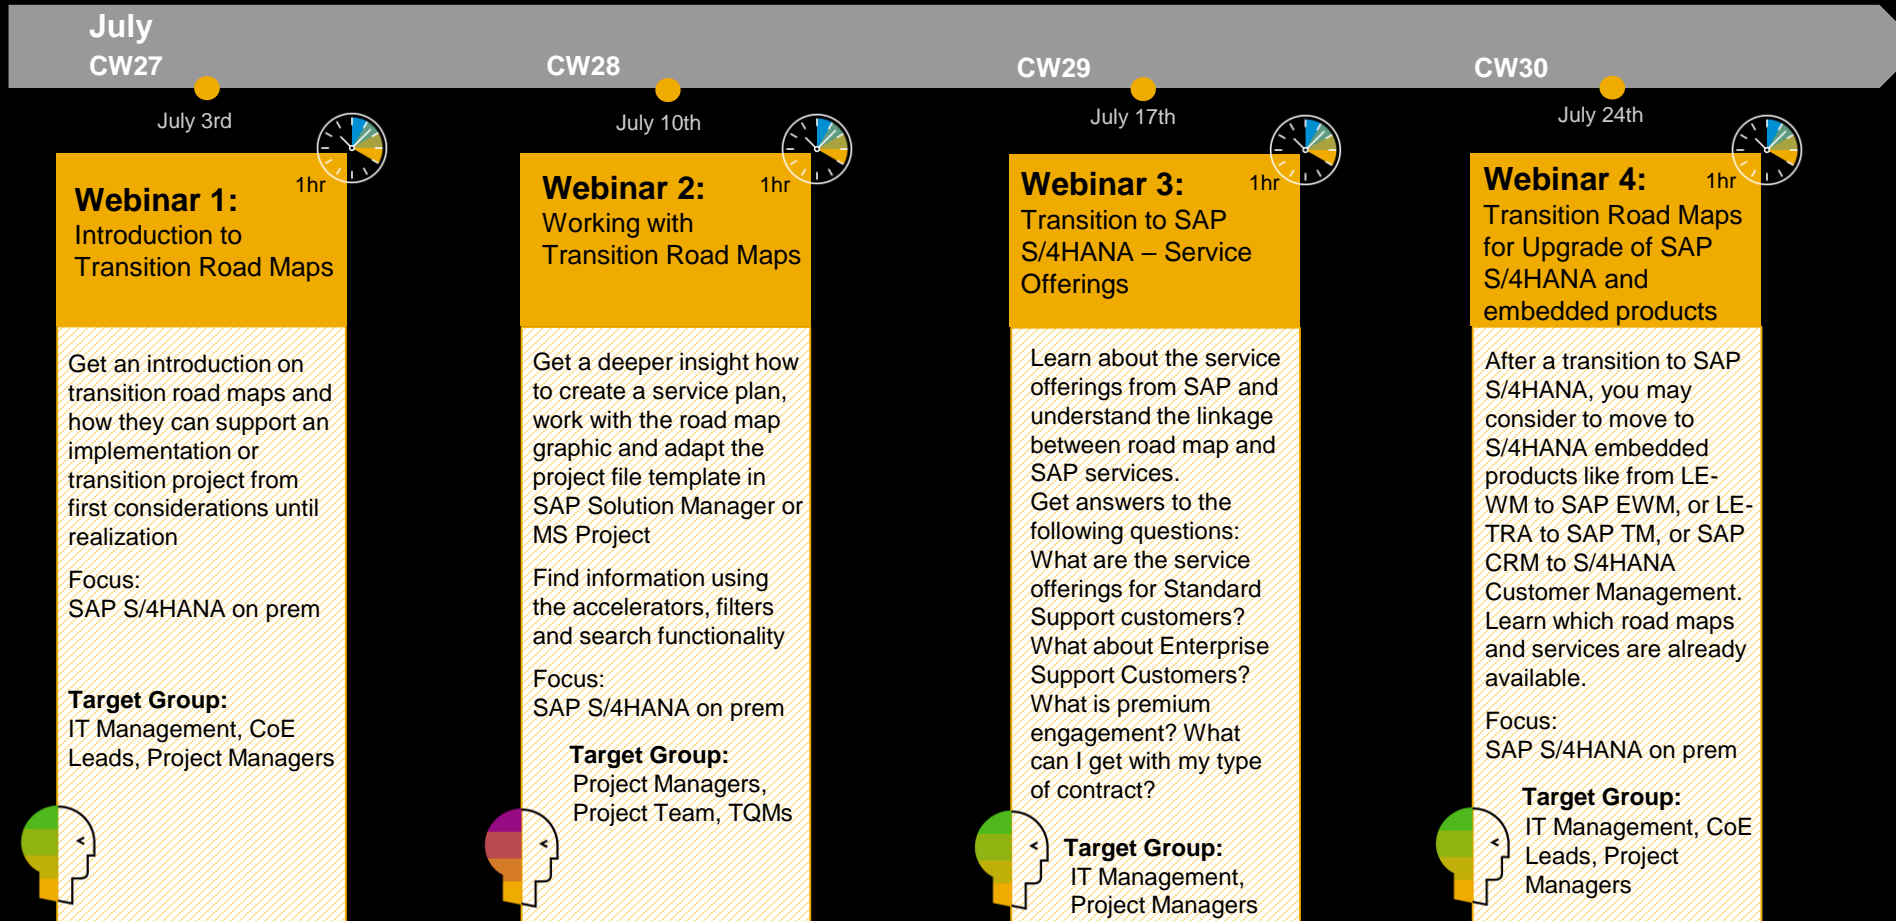 July
CW27
CW28
CW29
CW30
July 3rd
July 10th
July 17th
July 24th
Webinar 1:
1hr
Introduction to
Transition Road Maps
Get an introduction on
transition road maps and
how they can support an
implementation or
transition project from
first considerations until
realization
Focus:
SAP S/4HANA on prem
Target Group:
IT Management, CoE
Leads, Project Managers
Webinar 2:
1hr
Working with
Transition Road Maps
Get a deeper insight how
to create a service plan,
work with the road map
graphic and adapt the
project file template in
SAP Solution Manager or
MS Project
Find information using
the accelerators, filters
and search functionality
Focus:
SAP S/4HANA on prem
Target Group:
Project Managers,
Project Team, TQMs
Webinar 3:
1hr
Transition to SAP
S/4HANA – Service
Offerings
Learn about the service
offerings from SAP and
understand the linkage
between road map and
SAP services.
Get answers to the
following questions:
What are the service
offerings for Standard
Support customers?
What about Enterprise
Support Customers?
What is premium
engagement? What
can I get with my type
of contract?
Target Group:
IT Management,
Project Managers
Webinar 4:
1hr
Transition Road Maps
for Upgrade of SAP
S/4HANA and
embedded products
After a transition to SAP
S/4HANA, you may
consider to move to
S/4HANA embedded
products like from LE-
WM to SAP EWM, or LE-
TRA to SAP TM, or SAP
CRM to S/4HANA
Customer Management.
Learn which road maps
and services are already
available.
Focus:
SAP S/4HANA on prem
Target Group:
IT Management, CoE
Leads, Project
Managers